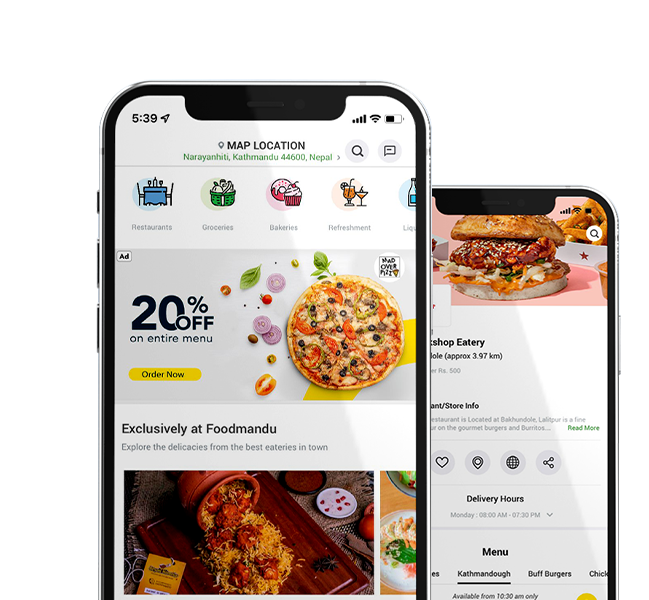 5:39
MAP LOCATION
Narayanhiti, Kathmandu 44600, Nepal
Restaurants
Groceries
Bakeries
Refreshment
Liqu
Ad
MAD
OVER
20% OFF
on entire menu
Order Now
Exclusively at Foodmandu
Explore the delicacies from the best eateries in town
kshop Eatery
ole (approx 3.97 km)
er Rs. 500
ant/Store Info
estaurant is Located at Bakhundole, Lalitpur is a fine
ur on the gourmet burgers and Burritos...
Read More
Delivery Hours
Monday : 08:00 AM - 07:30 PM
Menu
es
Kathmandough
Buff Burgers
Chick
Available from 10:30 am only